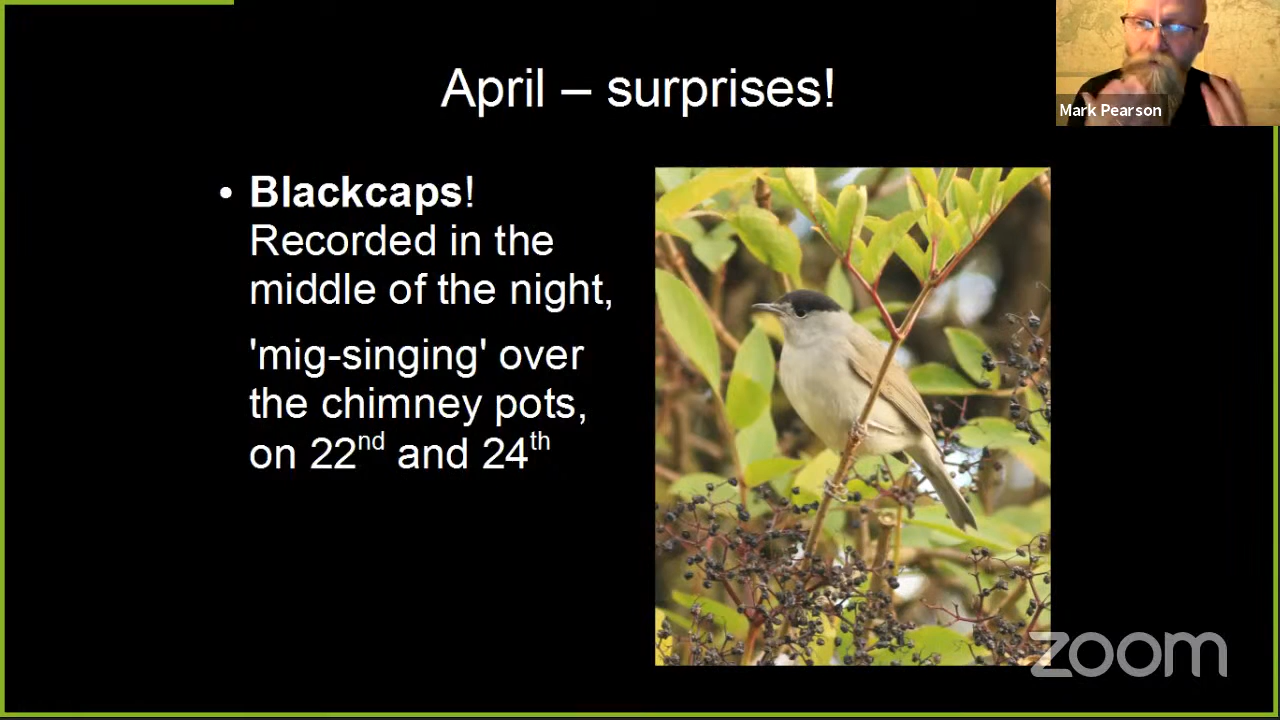 April – surprises!
Mark Pearson
• Blackcaps!
Recorded in the
middle of the night,
'mig-singing' over
the chimney pots,
on 22nd and 24th
zoom